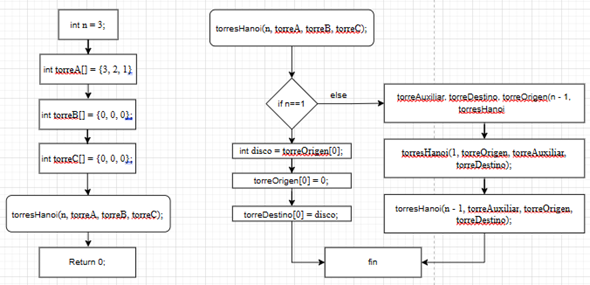 int n = 3;
int torreA[] = {3, 2, 1}
int torreB[] = {0, 0, 0};
int torreC[] = {0, 0, 0};
torresHanoi(n, torreA, torreB, torreC);
Return 0;
torresHanoi(n, torreA, torreB, torreC);
if n==1
else
int disco = torreOrigen[0];
torreOrigen[0] = 0;
torreDestino[0] = disco;
torreAuxiliar, torreDestino, torreOrigen(n - 1,
torresHanoi
torresHanoi(1, torreOrigen, torreAuxiliar,
torreDestino);
torresHanoi(n - 1, torreAuxiliar, torreOrigen,
torreDestino);
fin